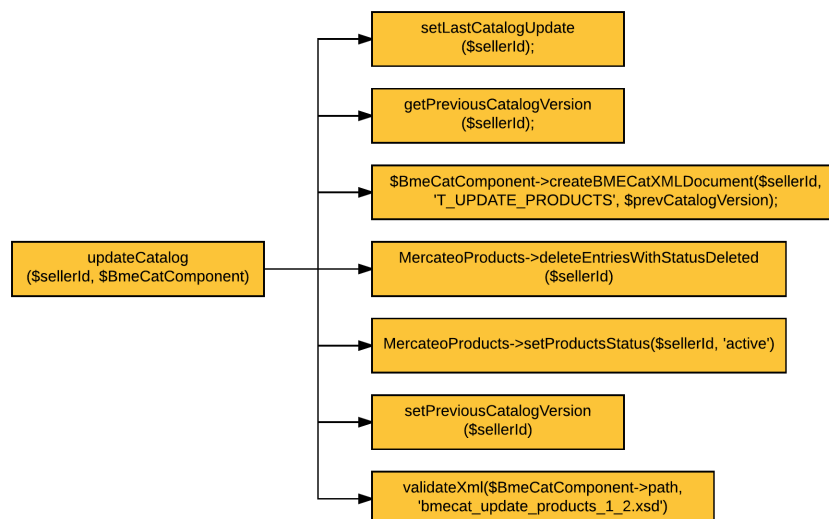 setLastCatalogUpdate
($sellerId);
getPreviousCatalogVersion
($sellerId);
$BmeCatComponent->createBMECatXMLDocument($sellerId,
'T_UPDATE_PRODUCTS', $prevCatalogVersion);
updateCatalog
($sellerId, $BmeCatComponent)
MercateoProducts->deleteEntriesWithStatusDeleted
($sellerId)
MercateoProducts->setProductsStatus($sellerId, 'active')
setPreviousCatalogVersion
($sellerId)
validateXml($BmeCatComponent->path,
'bmecat_update_products_1_2.xsd')